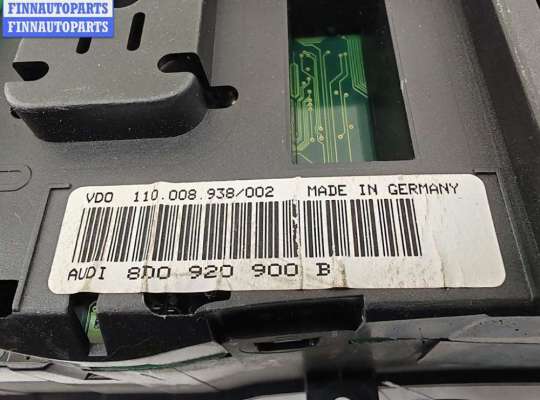 FINNAUTOPARTS
FINNAUTOPARTS
VDO 110.008.938/002 MADE IN GERMANY
AUDI 8D0 920 900 B